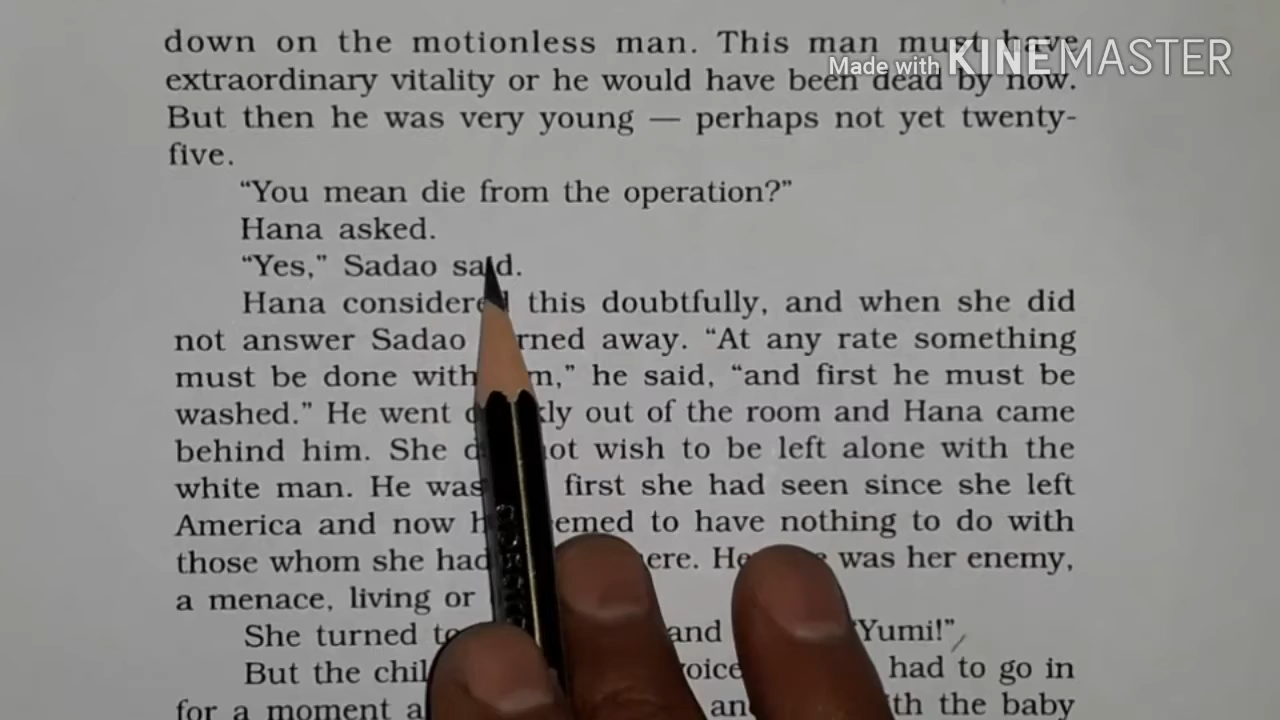 down on the motionless man. This man must have
Made with KINEMASTER
extraordinary vitality or he would have been dead by now.
But then he was very young — perhaps not yet twenty-
five.
“You mean die from the operation?”
Hana asked.
“Yes,” Sadao said.
Hana considered this doubtfully, and when she did
not answer Sadao turned away. “At any rate something
must be done with him,” he said, “and first he must be
washed.” He went quickly out of the room and Hana came
behind him. She did not wish to be left alone with the
white man. He was first she had seen since she left
America and now he seemed to have nothing to do with
those whom she had was her enemy,
a menace, living or
She turned to and “Yumi!”
But the had to go in
for a moment with the baby